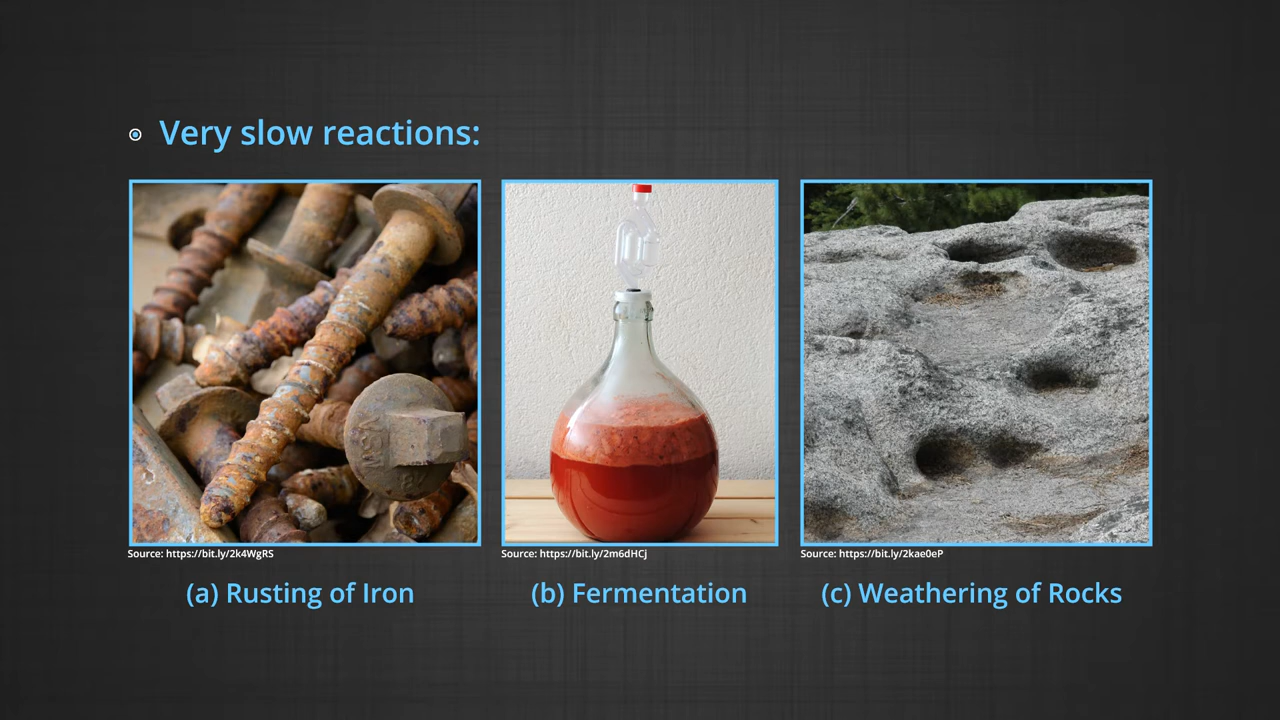 Very slow reactions:
Source: https://bit.ly/2k4WgRS
Source: https://bit.ly/2m6dHCj
Source: https://bit.ly/2kae0eP
(a) Rusting of Iron
(b) Fermentation
(c) Weathering of Rocks